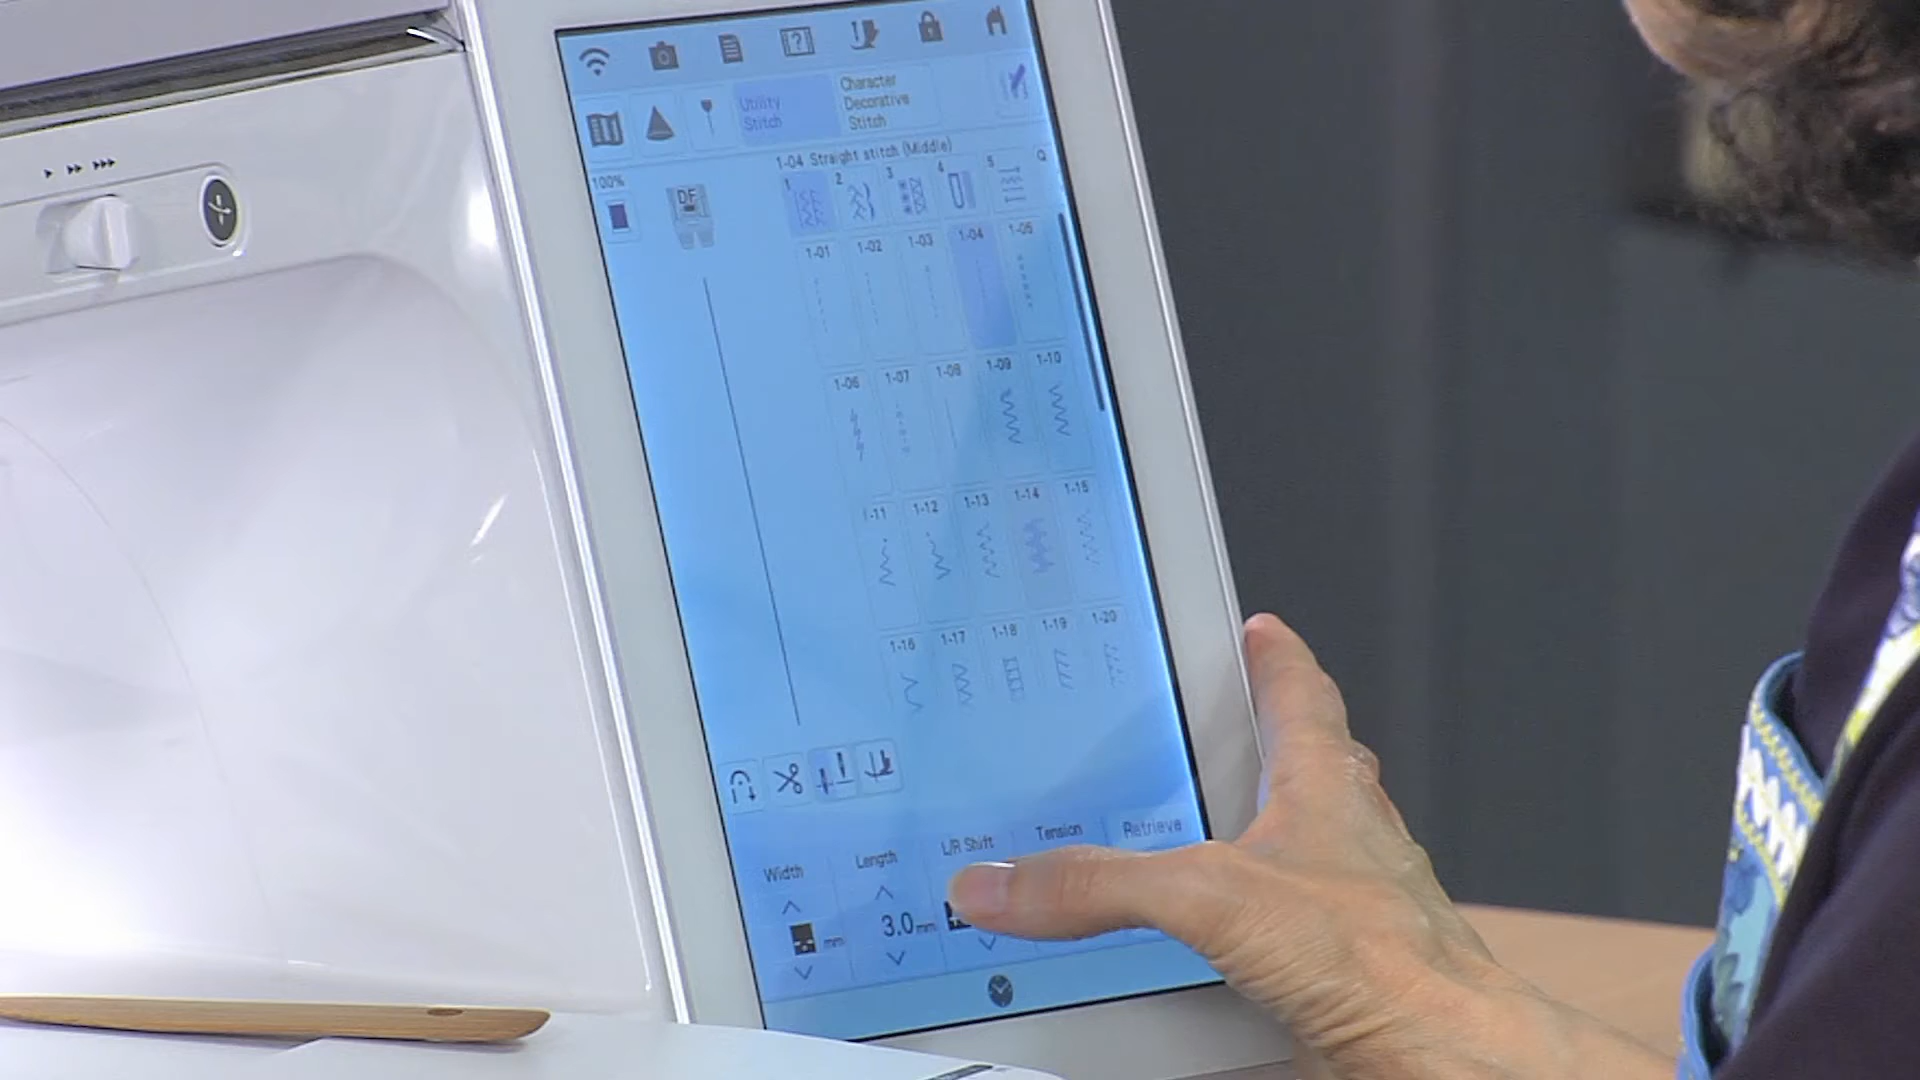 Utility
Stitch
Character
Decorative
Stitch
1-04 Straight stitch (Middle)
100%
DF
1
2
3
4
5
1-01
1-02
1-03
1-04
1-05
1-06
1-07
1-08
1-09
1-10
1-11
1-12
1-13
1-14
1-15
1-16
1-17
1-18
1-19
1-20
Width
Length
L/R Shift
Tension
Retrieve
mm
3.0 mm